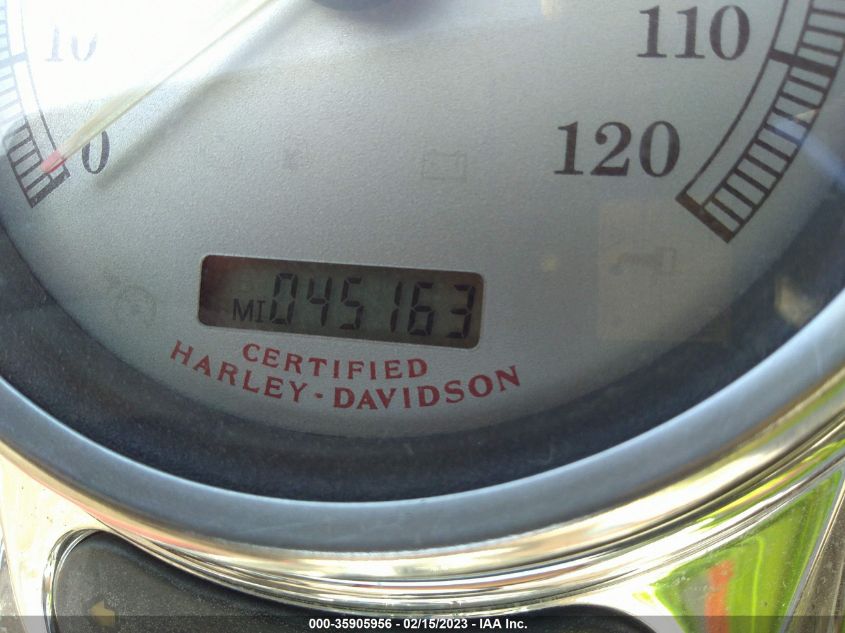 10
110
0
120
MI 045163
CERTIFIED
HARLEY-DAVIDSON
000-35905956 - 02/15/2023 - IAA Inc.